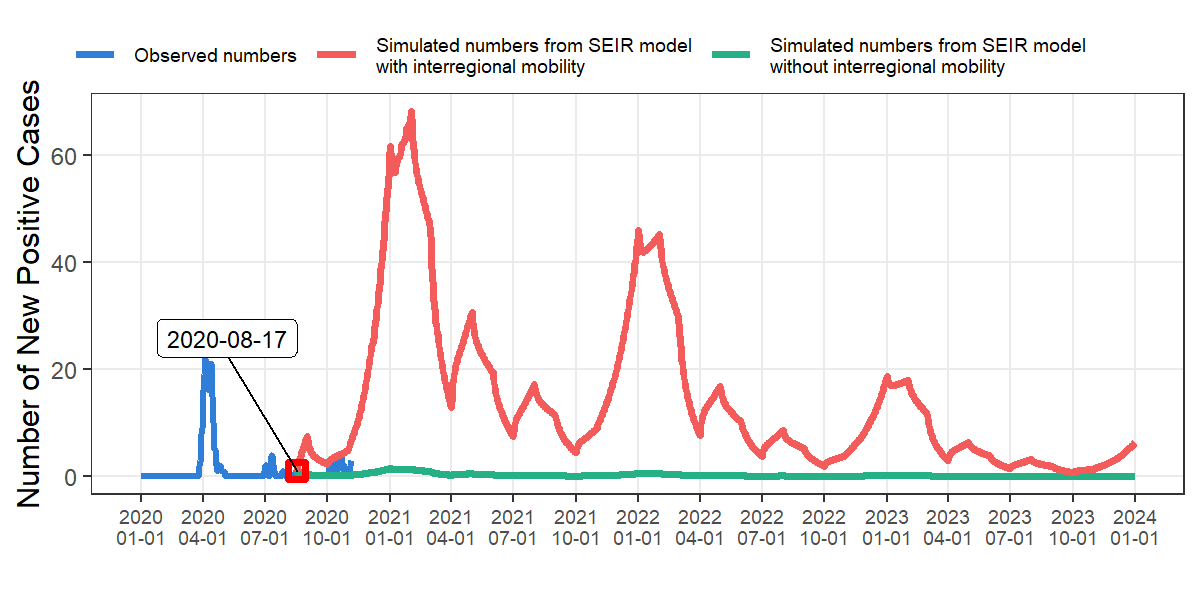 Observed numbers
Simulated numbers from SEIR model
with interregional mobility
Simulated numbers from SEIR model
without interregional mobility
Number of New Positive Cases
60
40
20
0
2020-08-17
2020 2020 2020 2020 2021 2021 2021 2021 2022 2022 2022 2022 2023 2023 2023 2023 2024
01-01 04-01 07-01 10-01 01-01 04-01 07-01 10-01 01-01 04-01 07-01 10-01 01-01 04-01 07-01 10-01 01-01